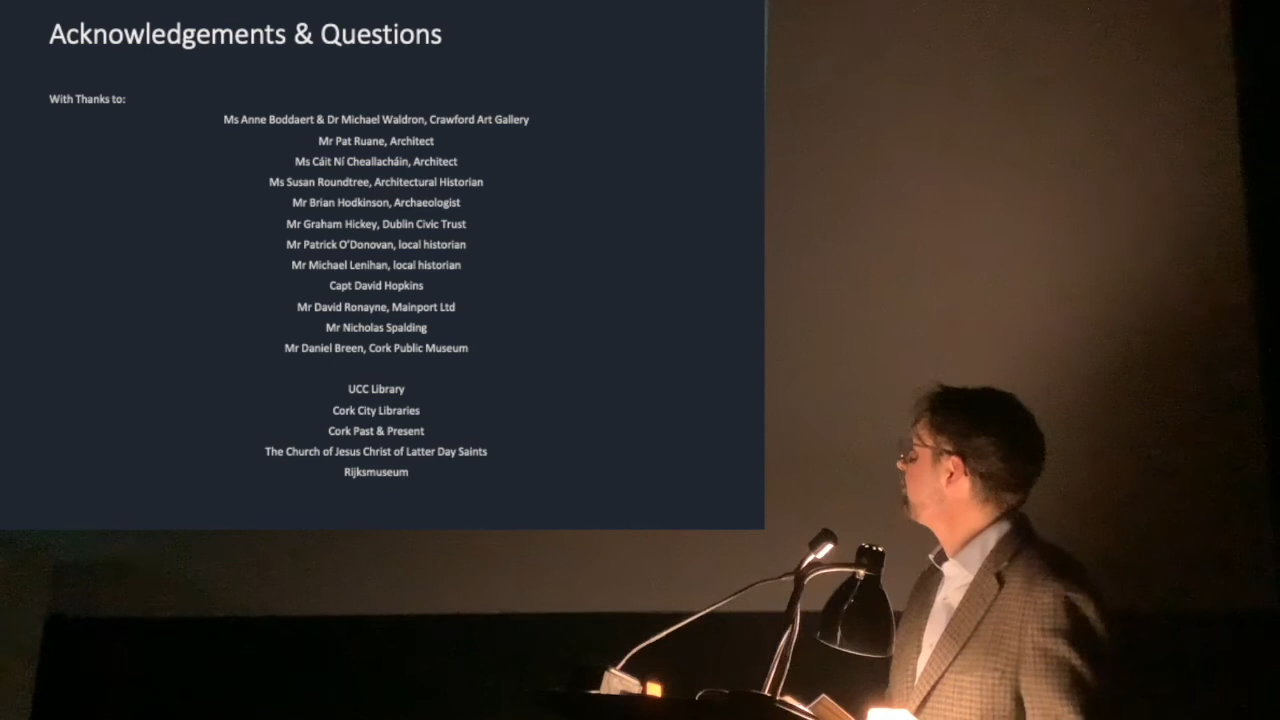 Acknowledgements & Questions
With Thanks to:
Ms Anne Boddaert & Dr Michael Waldron, Crawford Art Gallery
Mr Pat Ruane, Architect
Ms Cáit Ní Cheallacháin, Architect
Ms Susan Roundtree, Architectural Historian
Mr Brian Hodkinson, Archaeologist
Mr Graham Hickey, Dublin Civic Trust
Mr Patrick O'Donovan, local historian
Mr Michael Lenihan, local historian
Capt David Hopkins
Mr David Ronayne, Mainport Ltd
Mr Nicholas Spalding
Mr Daniel Breen, Cork Public Museum
UCC Library
Cork City Libraries
Cork Past & Present
The Church of Jesus Christ of Latter Day Saints
Rijksmuseum